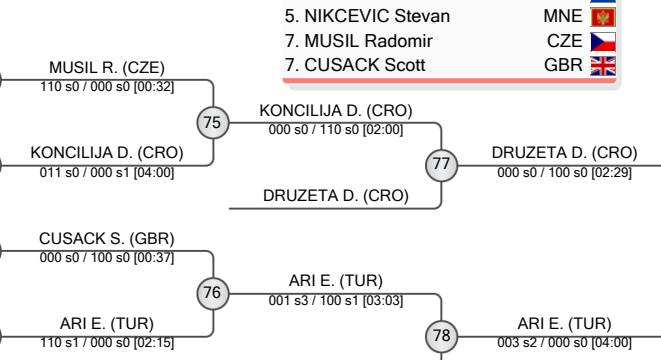 5. NIKCEVIC Stevan MNE
7. MUSIL Radomir CZE
7. CUSACK Scott GBR
MUSIL R. (CZE)
110 s0 / 000 s0 [00:32]
75
KONCILIJA D. (CRO)
000 s0 / 110 s0 [02:00]
KONCILIJA D. (CRO)
011 s0 / 000 s1 [04:00]
77
DRUZETA D. (CRO)
000 s0 / 100 s0 [02:29]
DRUZETA D. (CRO)
CUSACK S. (GBR)
000 s0 / 100 s0 [00:37]
76
ARI E. (TUR)
001 s3 / 100 s1 [03:03]
ARI E. (TUR)
110 s1 / 000 s0 [02:15]
78
ARI E. (TUR)
003 s2 / 000 s0 [04:00]